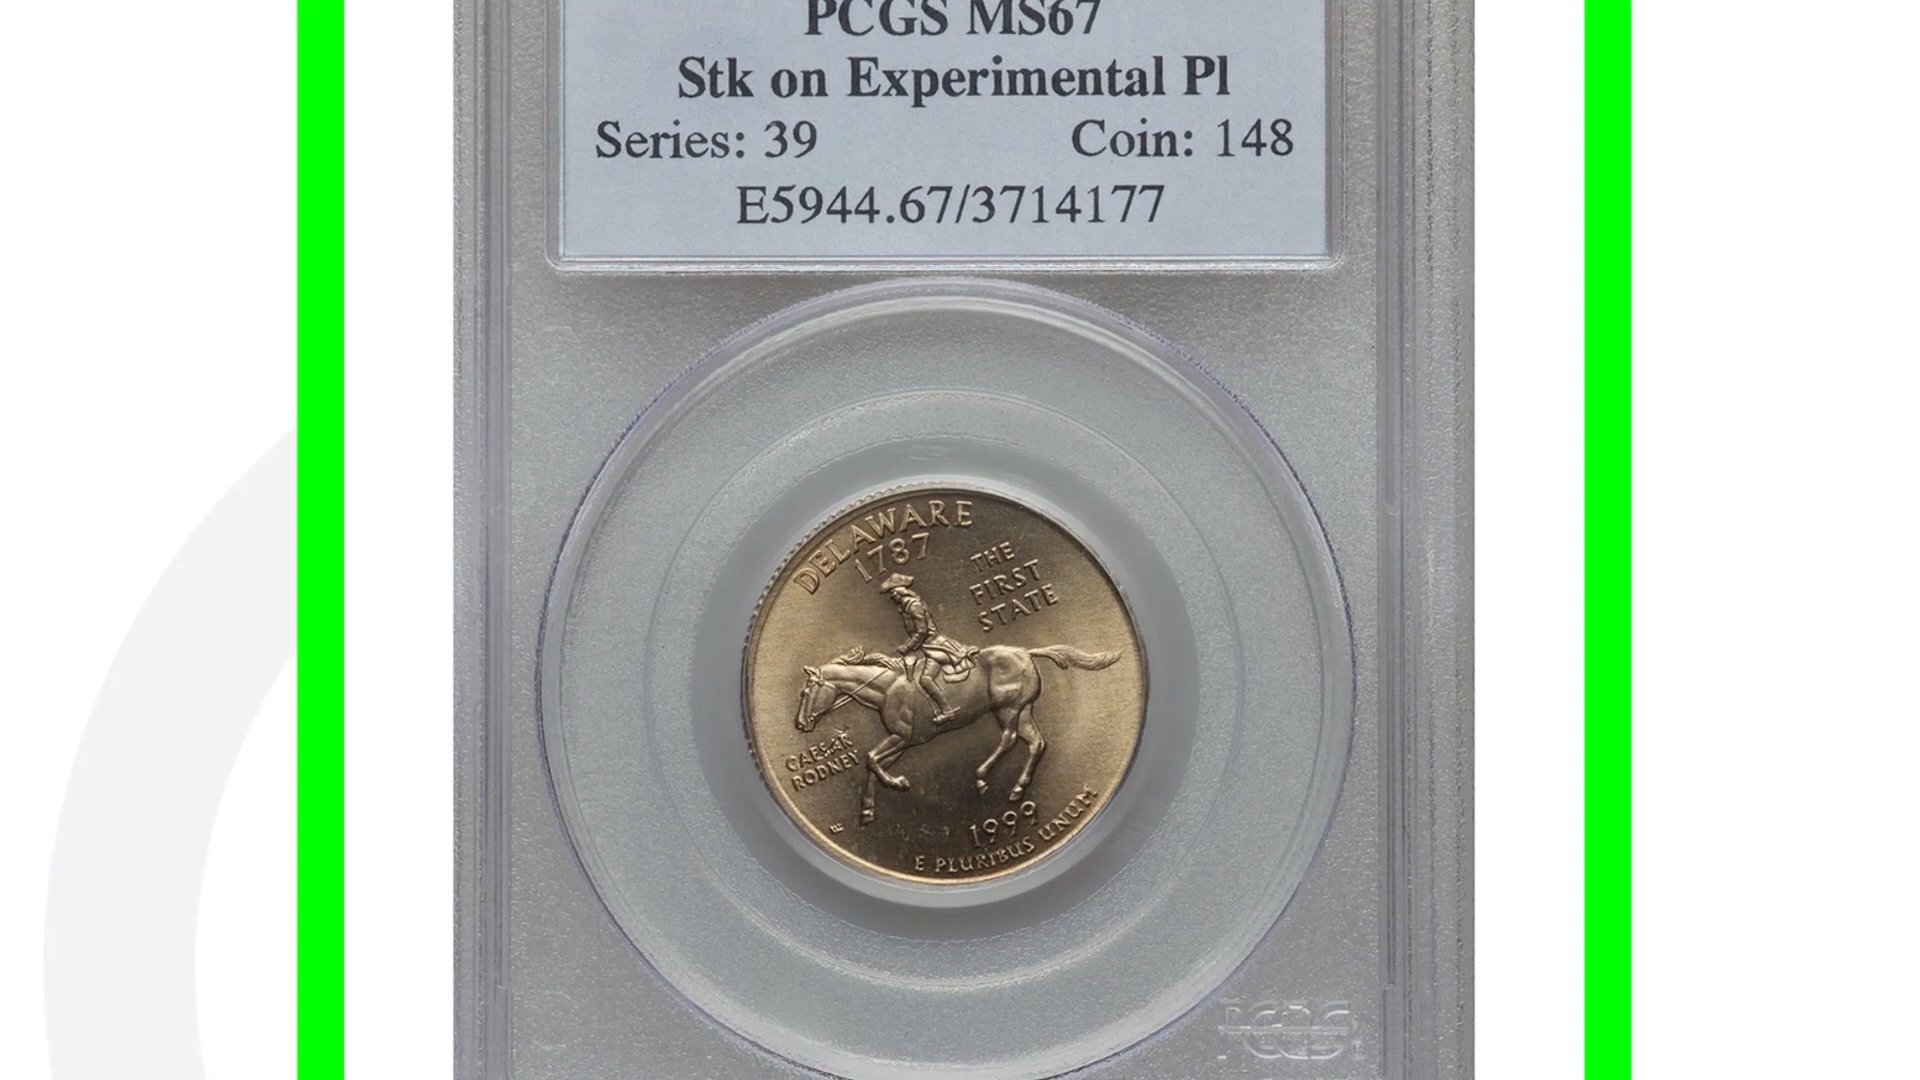 PCGS MS67
Stk on Experimental Pl
Series: 39 Coin: 148
E5944.67/3714177
DELAWARE
1787
THE
FIRST
STATE
CAESAR
RODNEY
1999
E PLURIBUS UNUM
PCGS